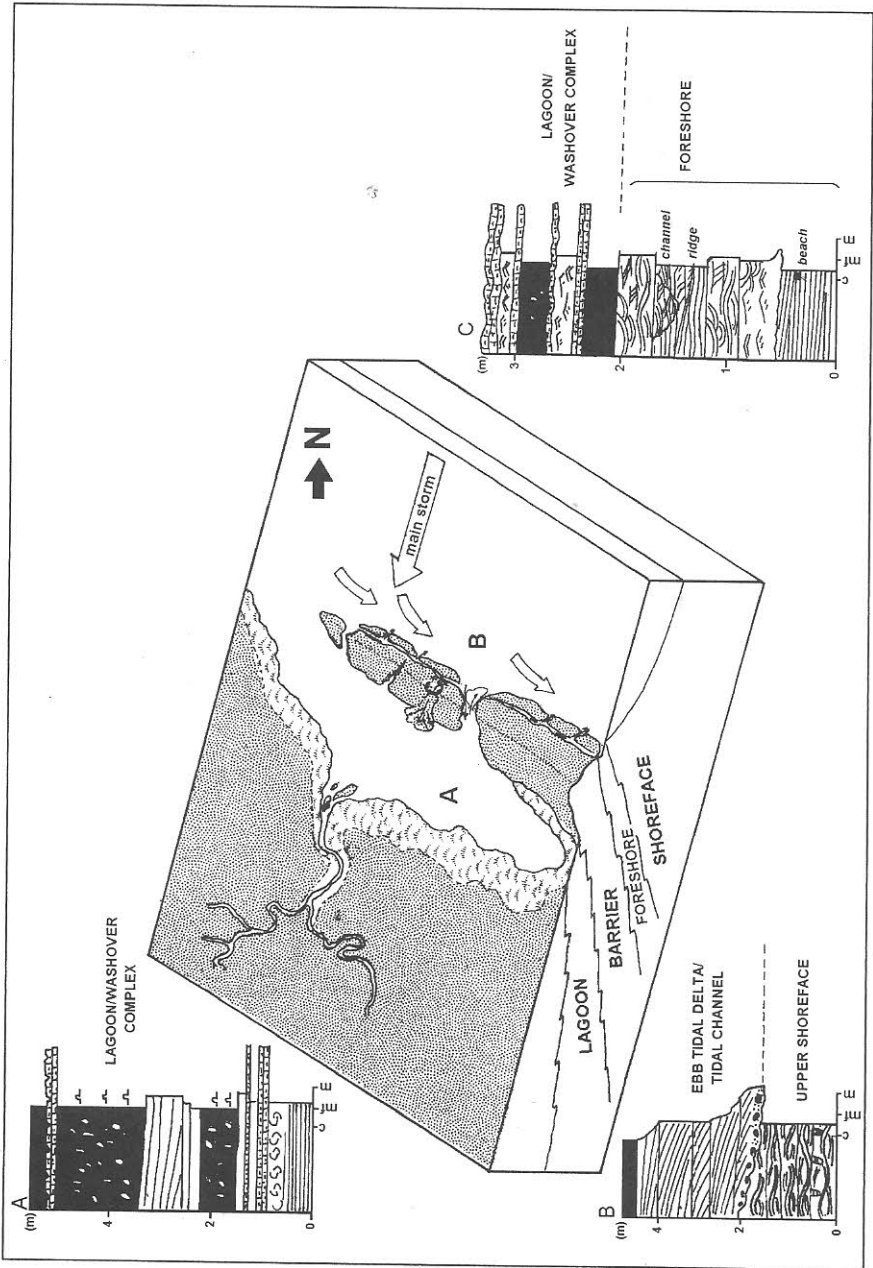 A
(m)
4
2
0
c
f
m
LAGOON/WASHOVER
COMPLEX
N
main storm
A
B
LAGOON
BARRIER
FORESHORE
SHOREFACE
B
(m)
4
2
0
c
f
m
EBB TIDAL DELTA/
TIDAL CHANNEL
UPPER SHOREFACE
C
(m)
3
2
1
0
c
f
m
channel
ridge
beach
LAGOON/
WASHOVER COMPLEX
FORESHORE